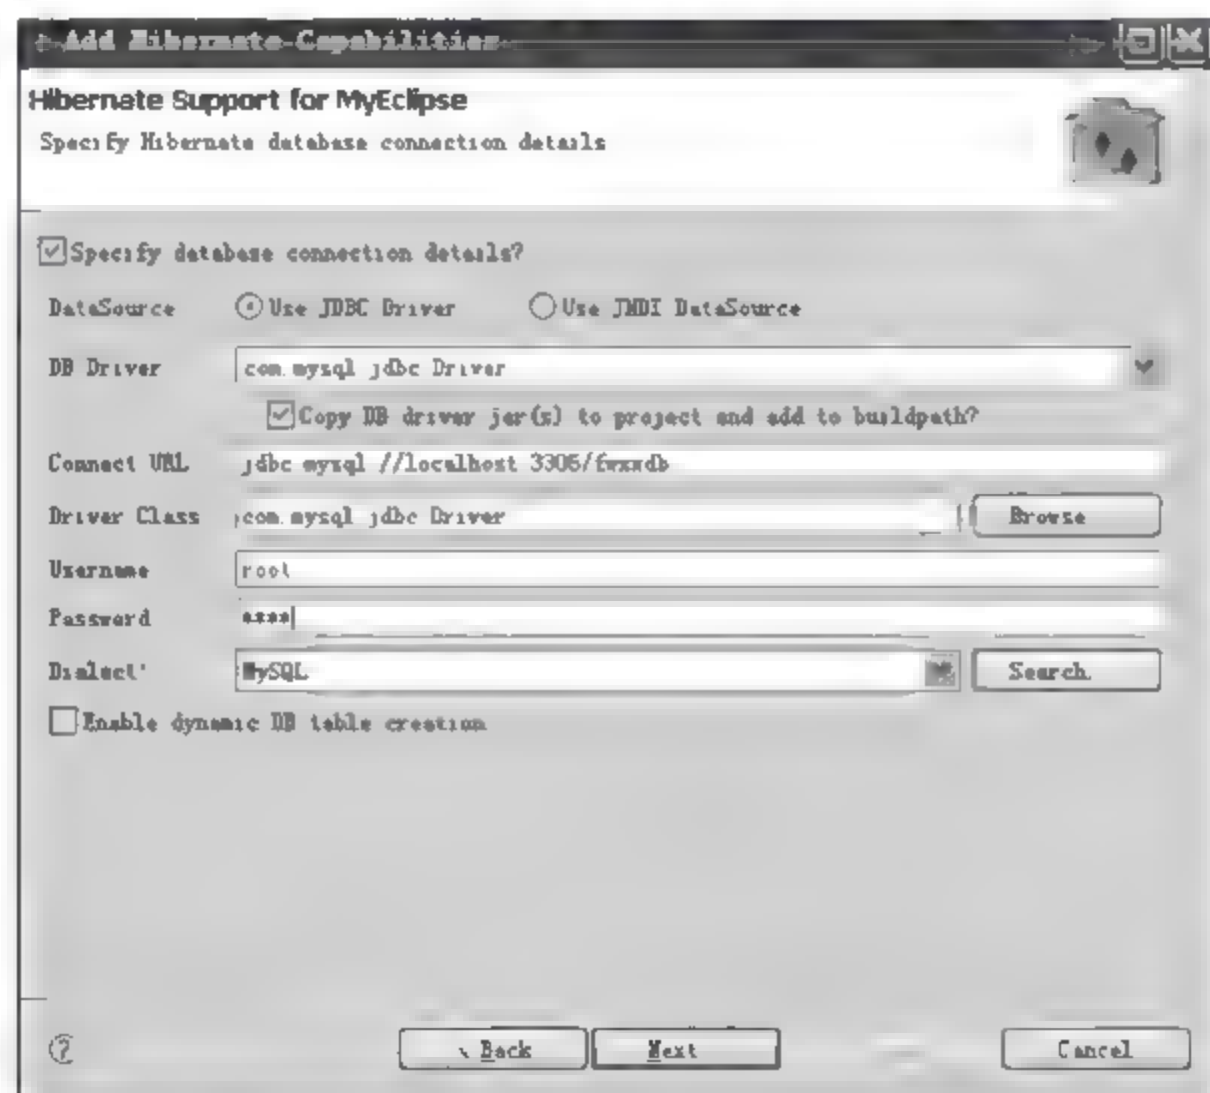 Add Hibernate Capabilities
Hibernate Support for MyEclipse
Specify Hibernate database connection details
Specify database connection details?
DataSource Use JDBC Driver Use JNDI DataSource
DB Driver com.mysql jdbc Driver
Copy DB driver jar(s) to project and add to buildpath?
Connect URL jdbc mysql //localhost 3306/
Driver Class com.mysql jdbc Driver Browse
Username root
Password ****
Dialect MySQL Search
Enable dynamic DB table creation
Back Next Cancel